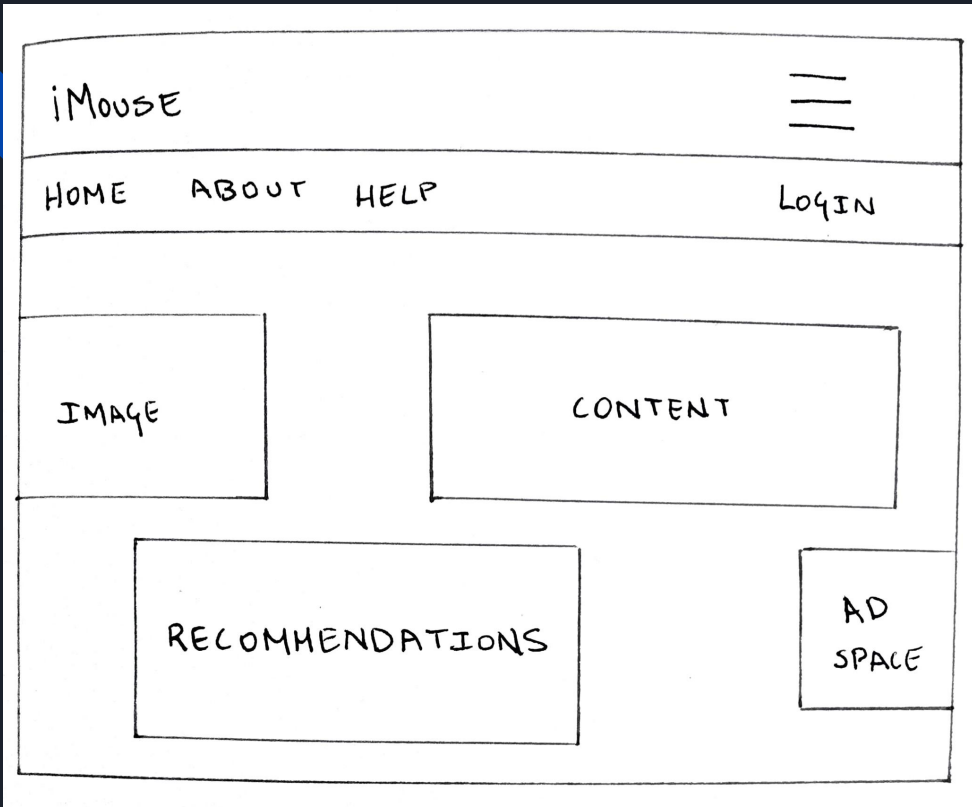 iMouse
HOME ABOUT HELP LOGIN
IMAGE CONTENT
RECOMMENDATIONS
AD
SPACE